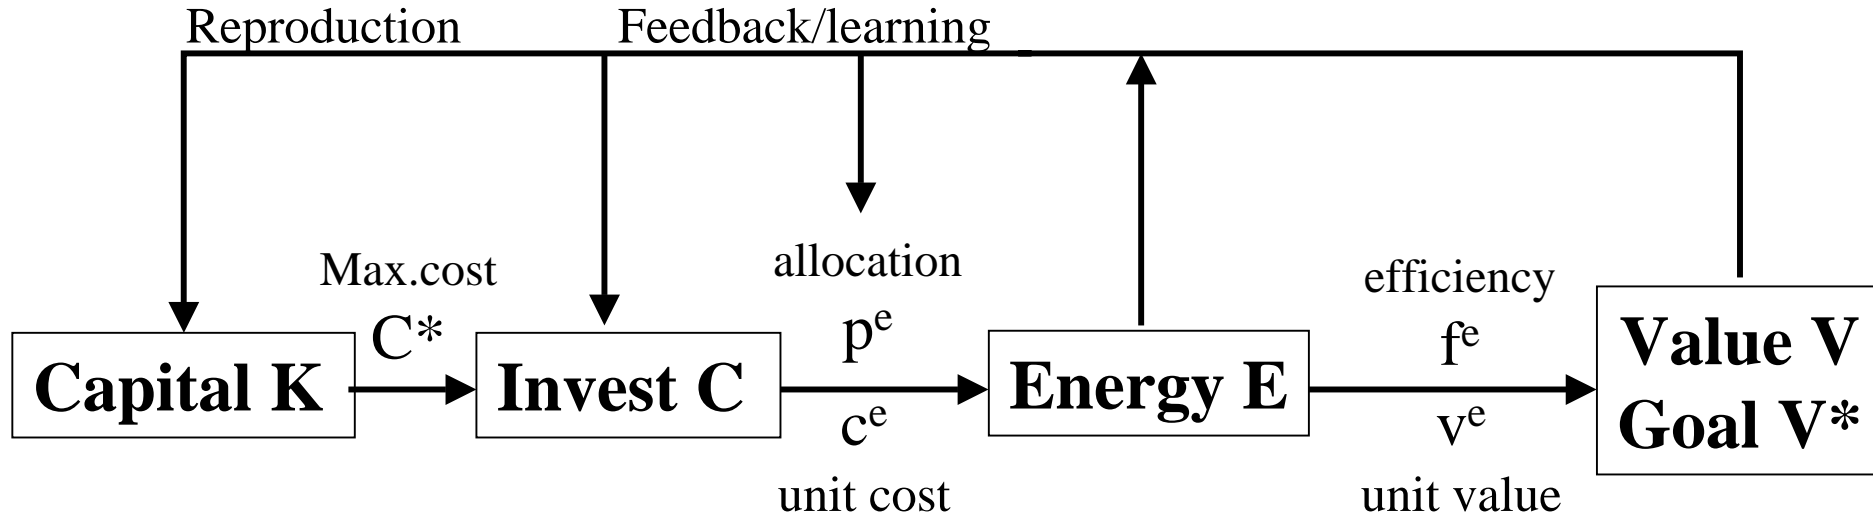 Reproduction
Feedback/learning
Max.cost
C*
allocation
pᵉ
efficiency
fᵉ
Capital K
Invest C
Energy E
Value V
Goal V*
cᵉ
unit cost
vᵉ
unit value